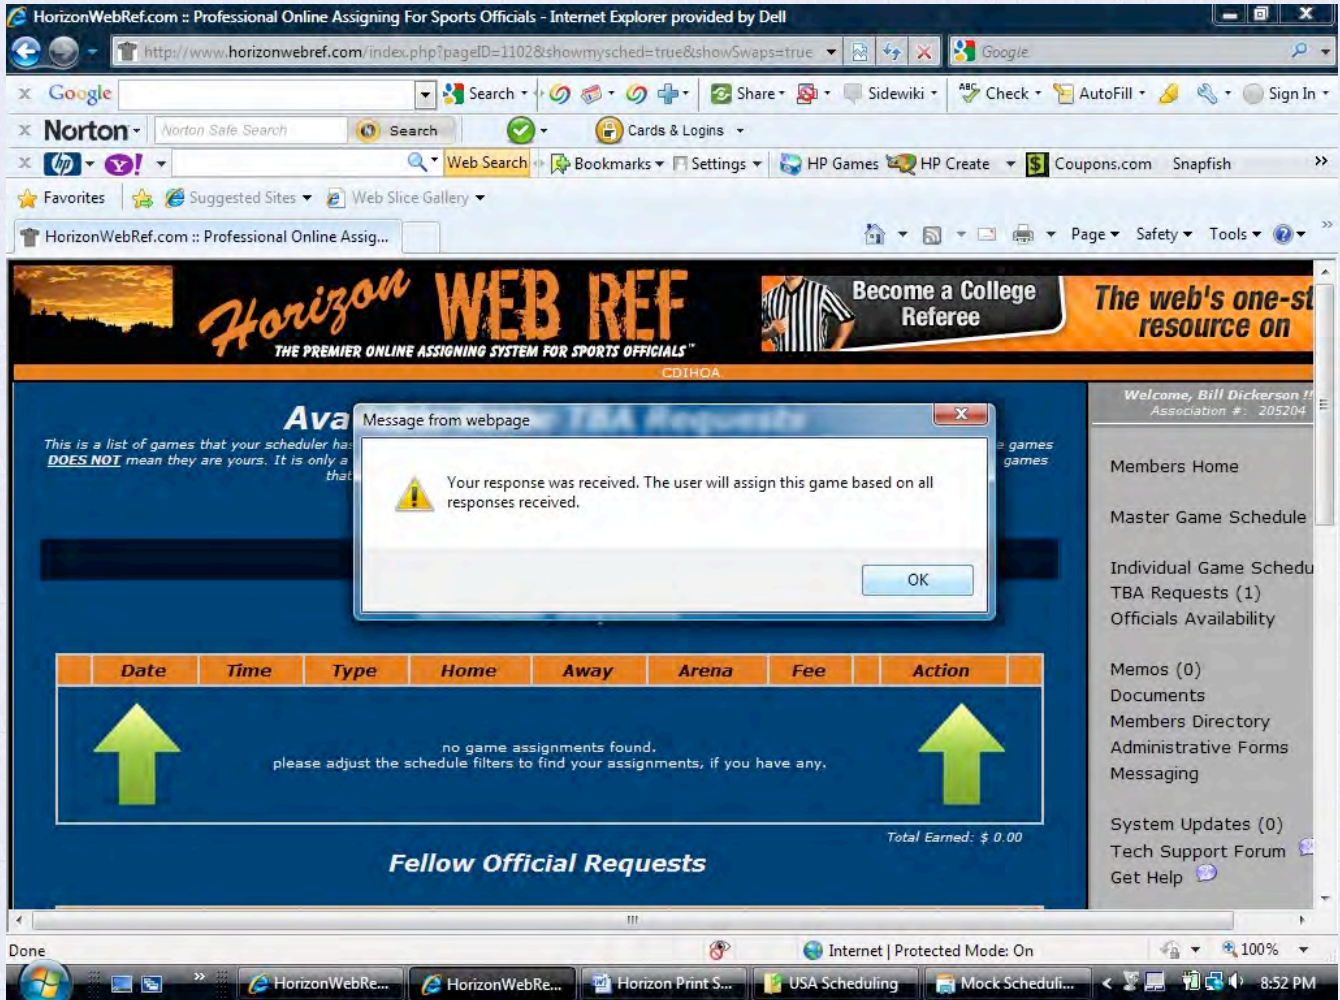 HorizonWebRef.com :: Professional Online Assigning For Sports Officials - Internet Explorer provided by Dell
http://www.horizonwebref.com/index.php?pageID=1102&showmysched=true&showSwaps=true
Google
Google Search Share Sidewiki Check AutoFill Sign In
Norton Norton Safe Search Search Cards & Logins
hp Y! Web Search Bookmarks Settings HP Games HP Create Coupons.com Snapfish
Favorites Suggested Sites Web Slice Gallery
HorizonWebRef.com :: Professional Online Assig... Page Safety Tools
Horizon WEB REF
THE PREMIER ONLINE ASSIGNING SYSTEM FOR SPORTS OFFICIALS™
Become a College
Referee
The web's one-st
resource on
CDIHOA
Welcome, Bill Dickerson !!
Association #: 205204
Ava TBA Requests
This is a list of games that your scheduler ha e games
DOES NOT mean they are yours. It is only a games
that
Message from webpage
Your response was received. The user will assign this game based on all
responses received.
OK
Members Home
Master Game Schedule
Individual Game Schedu
TBA Requests (1)
Officials Availability
Memos (0)
Documents
Members Directory
Administrative Forms
Messaging
System Updates (0)
Tech Support Forum
Get Help
Date Time Type Home Away Arena Fee Action
no game assignments found.
please adjust the schedule filters to find your assignments, if you have any.
Total Earned: $ 0.00
Fellow Official Requests
Done Internet | Protected Mode: On 100%
HorizonWebRe... HorizonWebRe... Horizon Print S... USA Scheduling Mock Scheduli... 8:52 PM